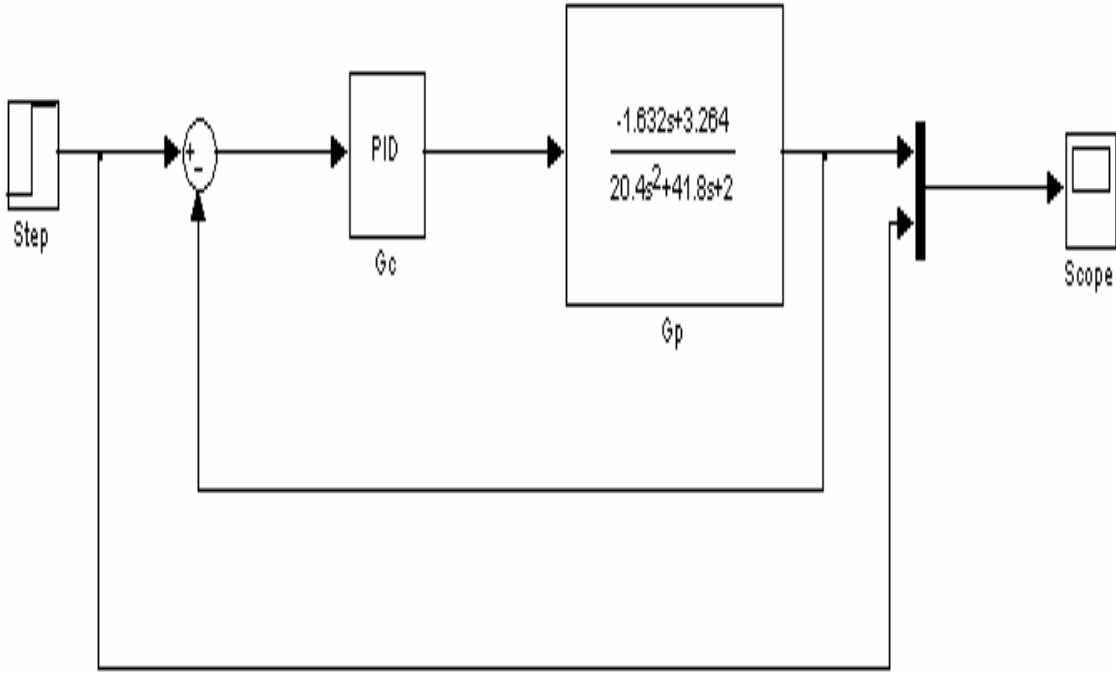 Step
+
−
PID
Gc
-1.632s+3.264
20.4s²+41.8s+2
Gp
Scope